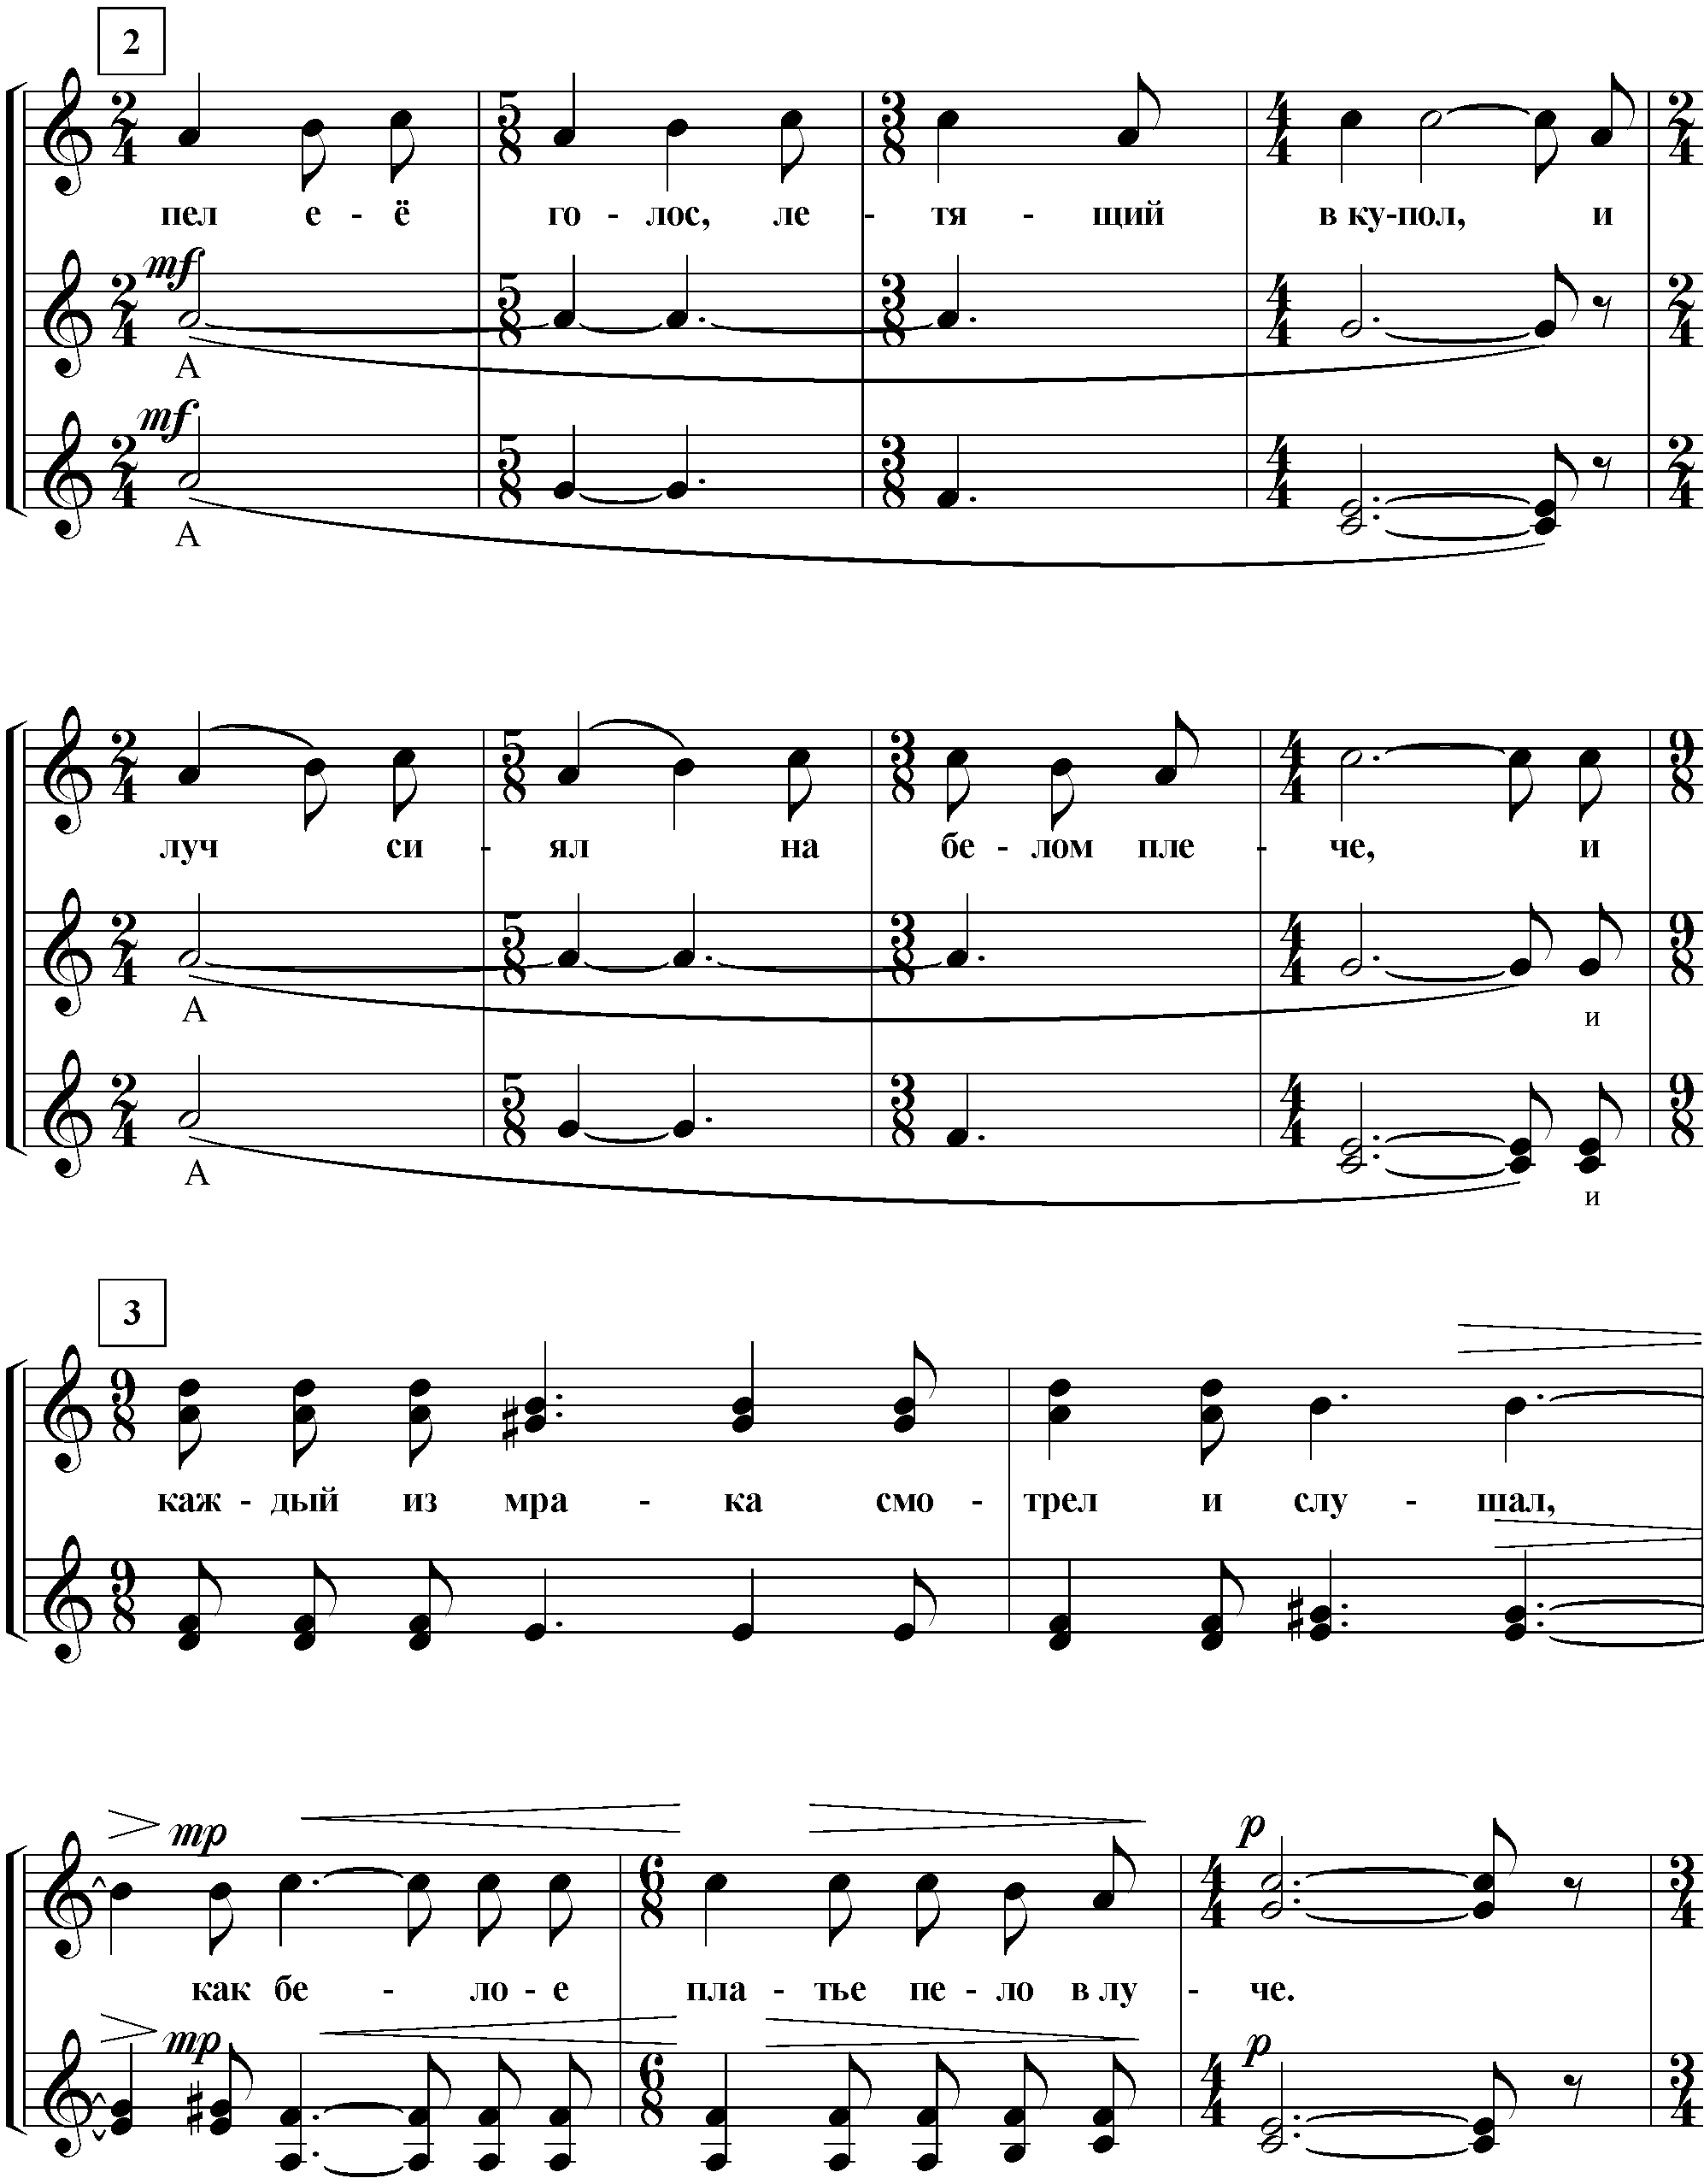 2
пел е - ё го - лос, ле - тя - щий в ку-пол, и
mf
А
mf
А
луч си - ял на бе - лом пле - че, и
А и
А и
3
каж - дый из мра - ка смо - трел и слу - шал,
mp p
как бе - ло - е пла - тье пе - ло в лу - че.
mp p